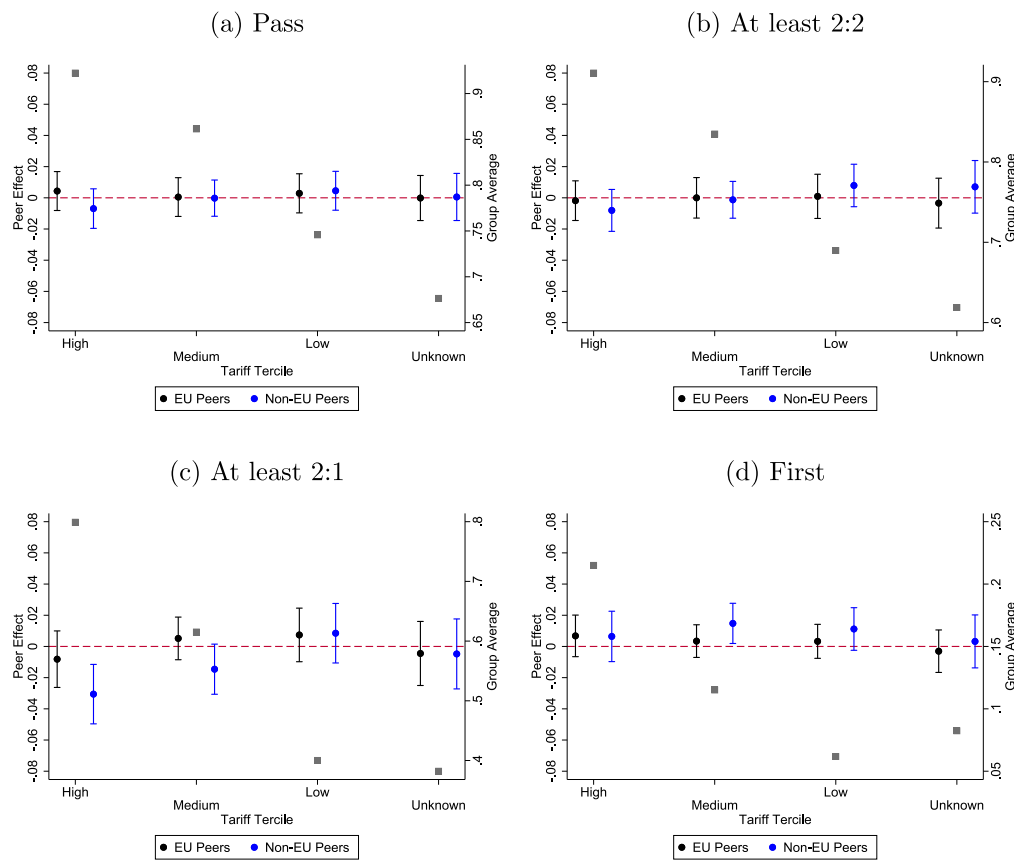 (a) Pass
.08
.06
.04
.02
0
-.02
-.04
-.06
-.08
Peer Effect
.9
.85
.8
.75
.7
.65
Group Average
High
Medium
Low
Unknown
Tariff Tercile
EU Peers
Non-EU Peers
(b) At least 2:2
.08
.06
.04
.02
0
-.02
-.04
-.06
-.08
Peer Effect
.9
.8
.7
.6
Group Average
High
Medium
Low
Unknown
Tariff Tercile
EU Peers
Non-EU Peers
(c) At least 2:1
.08
.06
.04
.02
0
-.02
-.04
-.06
-.08
Peer Effect
.8
.7
.6
.5
.4
Group Average
High
Medium
Low
Unknown
Tariff Tercile
EU Peers
Non-EU Peers
(d) First
.08
.06
.04
.02
0
-.02
-.04
-.06
-.08
Peer Effect
.25
.2
.15
.1
.05
Group Average
High
Medium
Low
Unknown
Tariff Tercile
EU Peers
Non-EU Peers